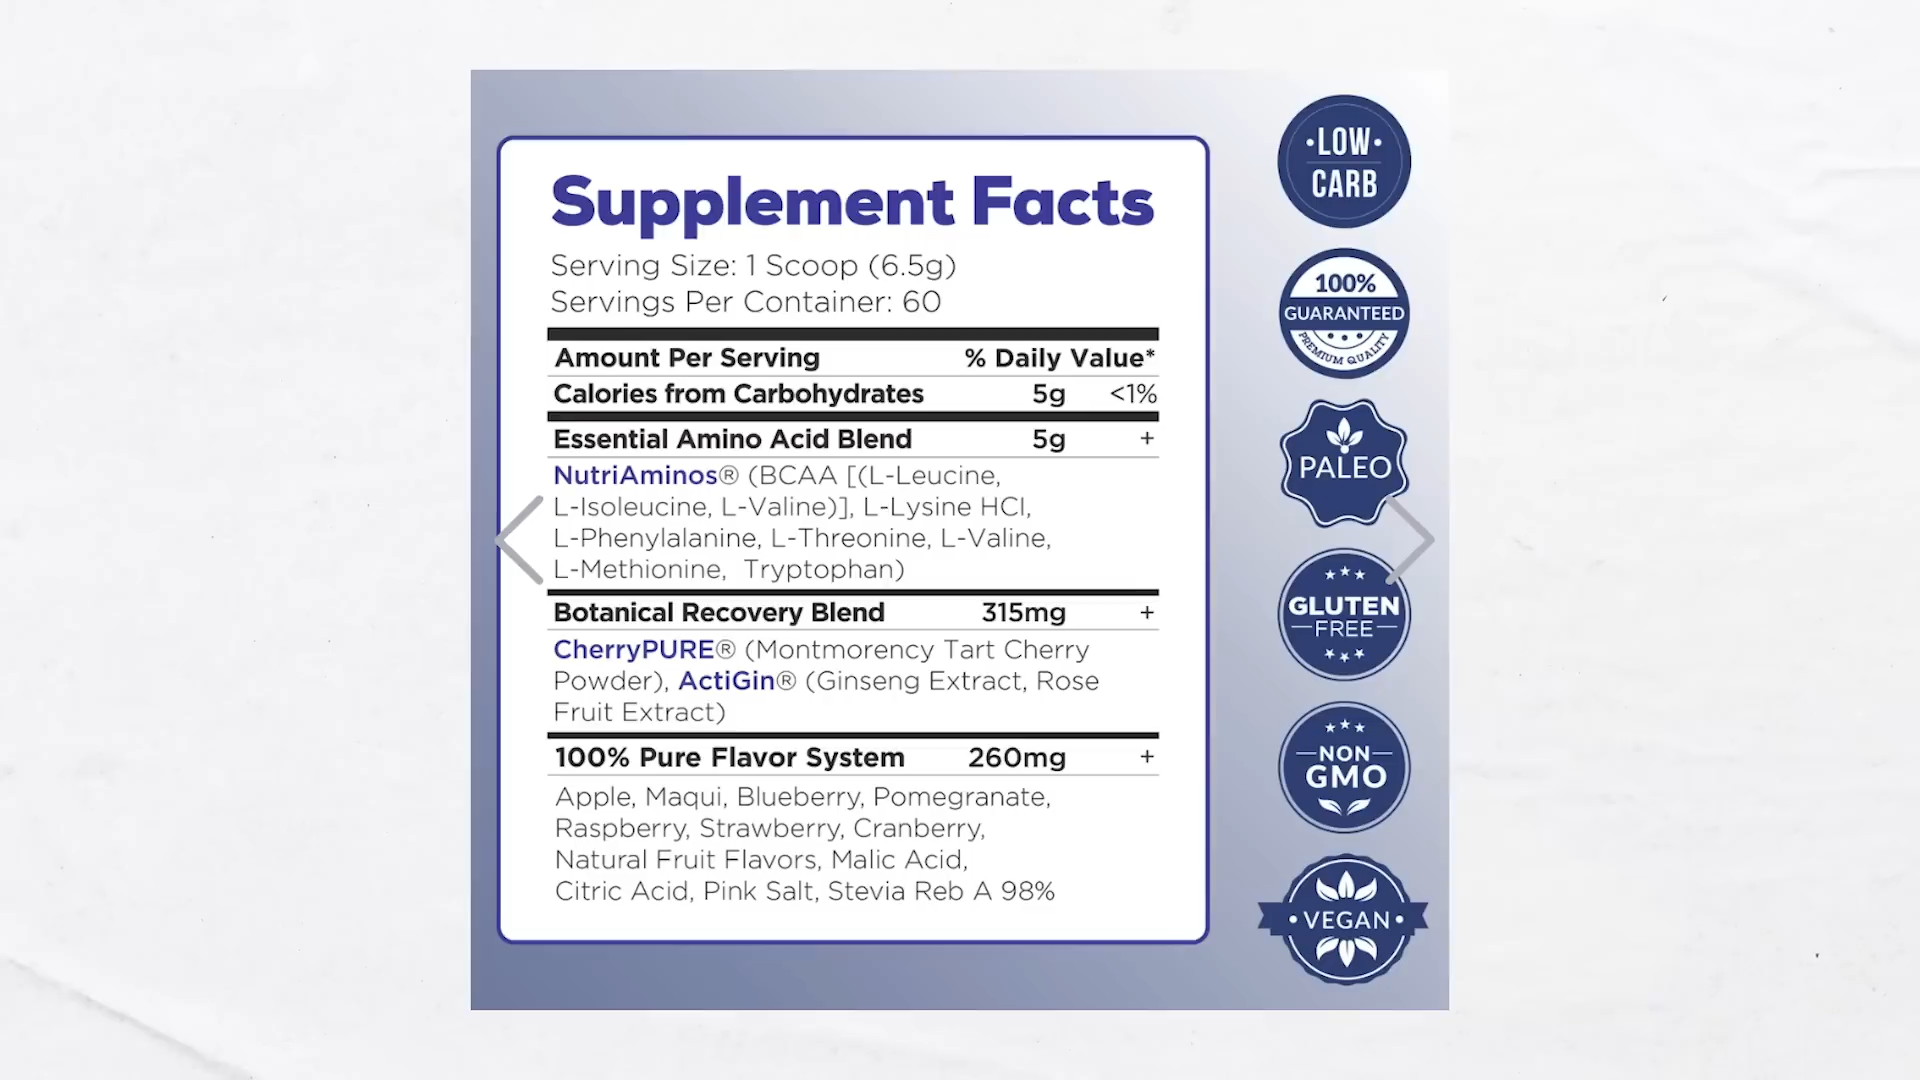 Supplement Facts
Serving Size: 1 Scoop (6.5g)
Servings Per Container: 60
Amount Per Serving % Daily Value*
Calories from Carbohydrates 5g <1%
Essential Amino Acid Blend 5g +
NutriAminos® (BCAA [(L-Leucine,
L-Isoleucine, L-Valine)], L-Lysine HCl,
L-Phenylalanine, L-Threonine, L-Valine,
L-Methionine, Tryptophan)
Botanical Recovery Blend 315mg +
CherryPURE® (Montmorency Tart Cherry
Powder), ActiGin® (Ginseng Extract, Rose
Fruit Extract)
100% Pure Flavor System 260mg +
Apple, Maqui, Blueberry, Pomegranate,
Raspberry, Strawberry, Cranberry,
Natural Fruit Flavors, Malic Acid,
Citric Acid, Pink Salt, Stevia Reb A 98%
•LOW•
CARB
100%
GUARANTEED
PREMIUM QUALITY
PALEO
GLUTEN
FREE
NON
GMO
•VEGAN•